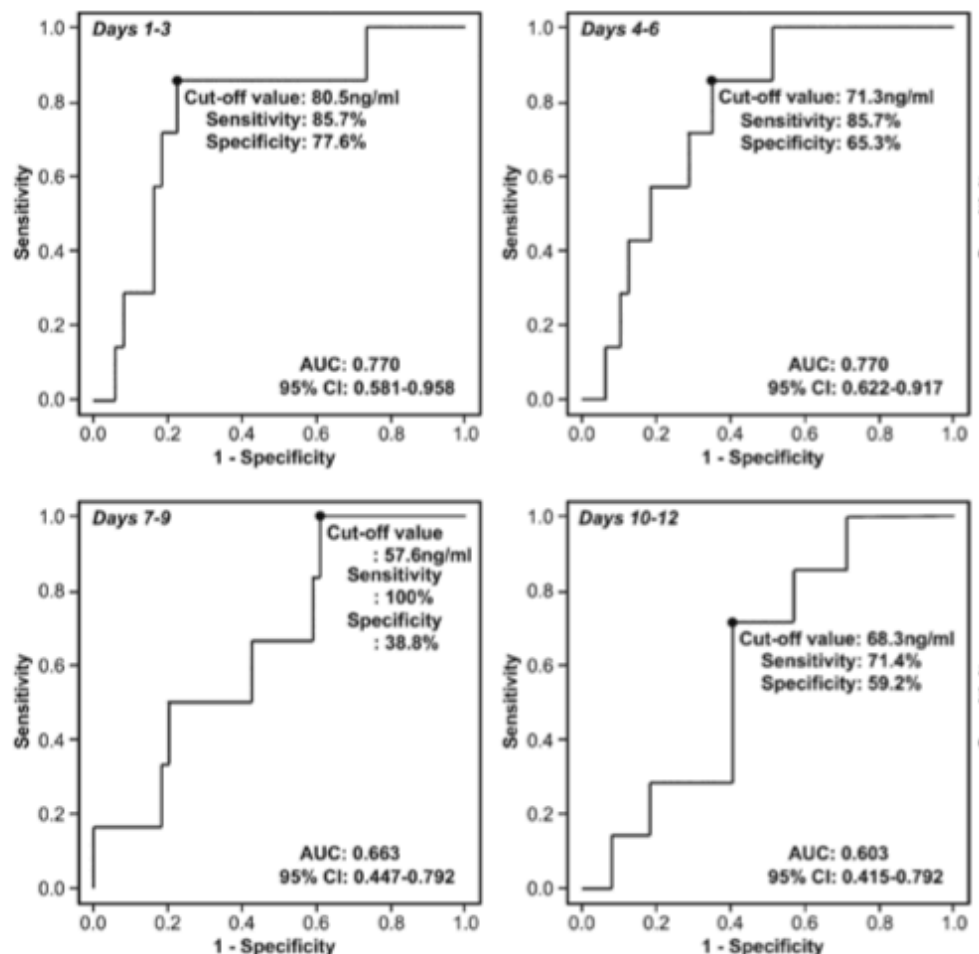 Days 1-3
1.0
0.8
0.6
0.4
0.2
0.0
Sensitivity
Cut-off value: 80.5ng/ml
Sensitivity: 85.7%
Specificity: 77.6%
AUC: 0.770
95% CI: 0.581-0.958
0.0 0.2 0.4 0.6 0.8 1.0
1 - Specificity
Days 4-6
1.0
0.8
0.6
0.4
0.2
0.0
Sensitivity
Cut-off value: 71.3ng/ml
Sensitivity: 85.7%
Specificity: 65.3%
AUC: 0.770
95% CI: 0.622-0.917
0.0 0.2 0.4 0.6 0.8 1.0
1 - Specificity
Days 7-9
1.0
0.8
0.6
0.4
0.2
0.0
Sensitivity
Cut-off value
: 57.6ng/ml
Sensitivity
: 100%
Specificity
: 38.8%
AUC: 0.663
95% CI: 0.447-0.792
0.0 0.2 0.4 0.6 0.8 1.0
1 - Specificity
Days 10-12
1.0
0.8
0.6
0.4
0.2
0.0
Sensitivity
Cut-off value: 68.3ng/ml
Sensitivity: 71.4%
Specificity: 59.2%
AUC: 0.603
95% CI: 0.415-0.792
0.0 0.2 0.4 0.6 0.8 1.0
1 - Specificity